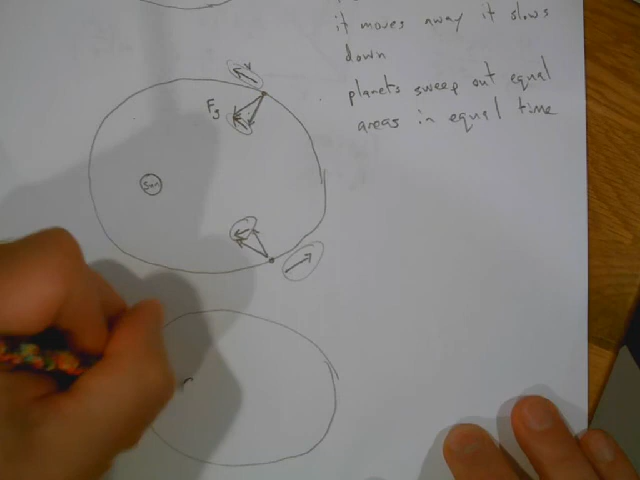 it moves away it slows
down
planets sweep out equal
areas in equal time
v
Fg
Sun